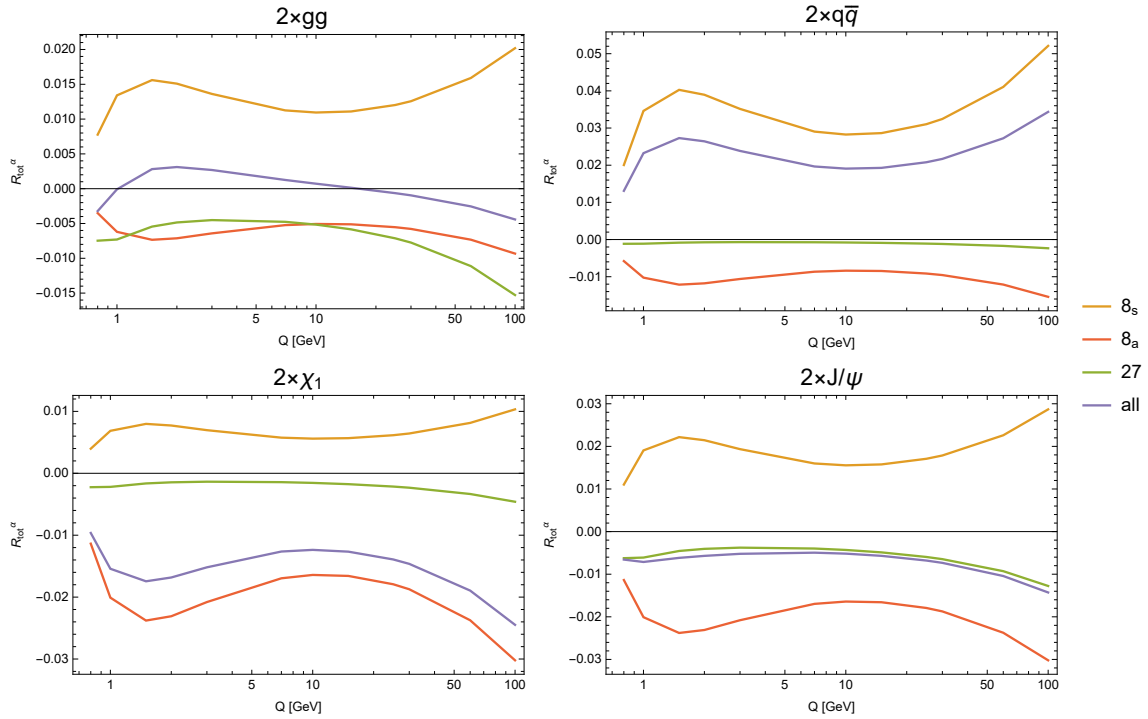 2×gg
R_tot^α
0.020
0.015
0.010
0.005
0.000
−0.005
−0.010
−0.015
1 5 10 50 100
Q [GeV]
2×qq̅
R_tot^α
0.05
0.04
0.03
0.02
0.01
0.00
−0.01
1 5 10 50 100
Q [GeV]
2×χ₁
R_tot^α
0.01
0.00
−0.01
−0.02
−0.03
1 5 10 50 100
Q [GeV]
2×J/ψ
R_tot^α
0.03
0.02
0.01
0.00
−0.01
−0.02
−0.03
1 5 10 50 100
Q [GeV]
8ₛ
8ₐ
27
all